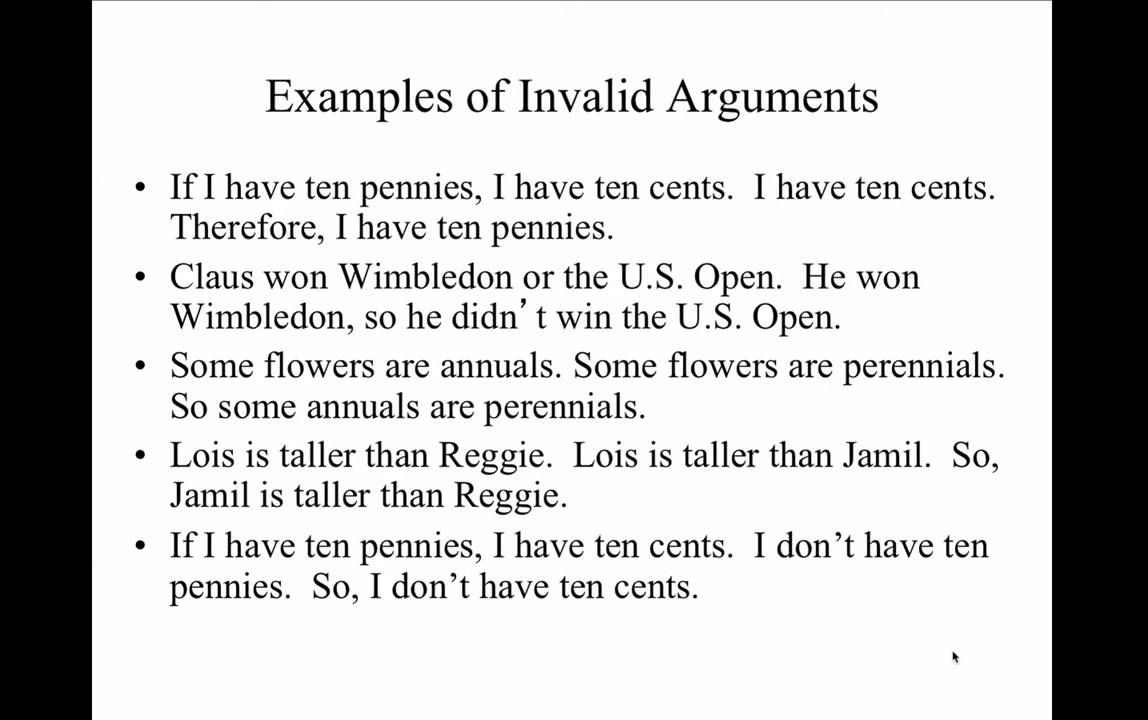 Examples of Invalid Arguments
• If I have ten pennies, I have ten cents.  I have ten cents.
Therefore, I have ten pennies.
• Claus won Wimbledon or the U.S. Open.  He won
Wimbledon, so he didn’t win the U.S. Open.
• Some flowers are annuals. Some flowers are perennials.
So some annuals are perennials.
• Lois is taller than Reggie.  Lois is taller than Jamil.  So,
Jamil is taller than Reggie.
• If I have ten pennies, I have ten cents.  I don’t have ten
pennies.  So, I don’t have ten cents.